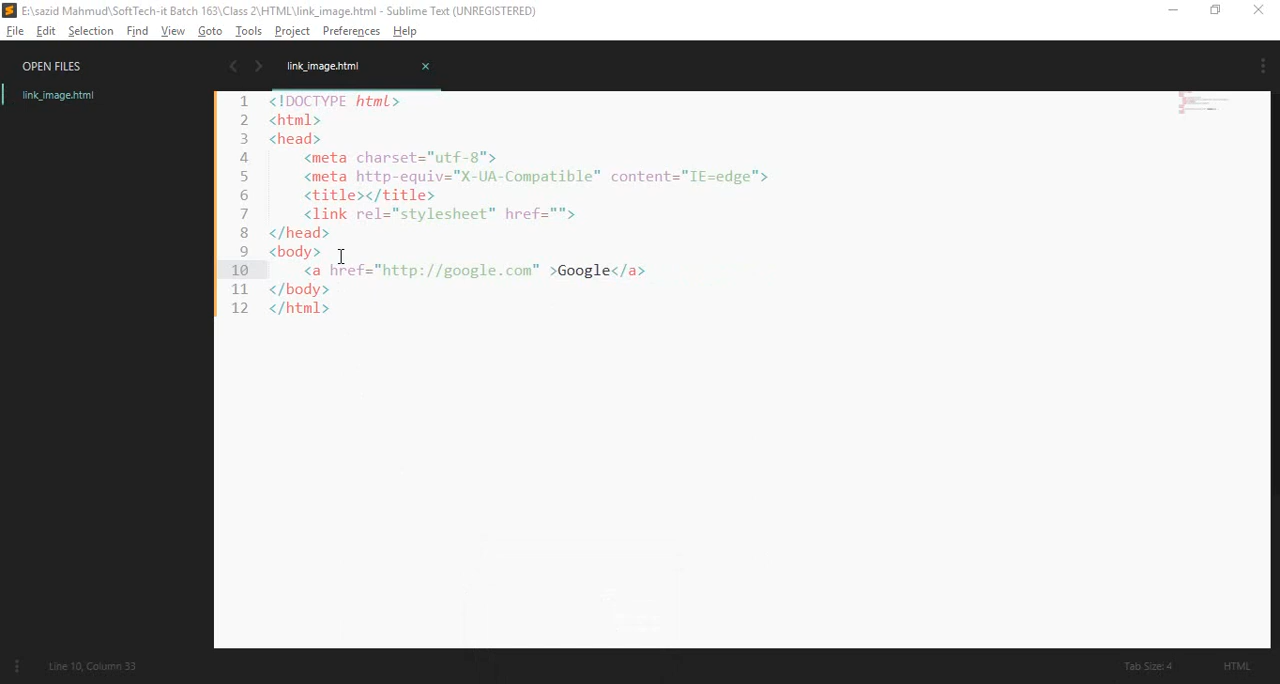 E:\sazid Mahmud\SoftTech-it Batch 163\Class 2\HTML\link_image.html - Sublime Text (UNREGISTERED)
File Edit Selection Find View Goto Tools Project Preferences Help
OPEN FILES
link_image.html
link_image.html
1 <!DOCTYPE html>
2 <html>
3 <head>
4 <meta charset="utf-8">
5 <meta http-equiv="X-UA-Compatible" content="IE=edge">
6 <title></title>
7 <link rel="stylesheet" href="">
8 </head>
9 <body>
10 <a href="http://google.com" >Google</a>
11 </body>
12 </html>
Line 10, Column 33
Tab Size: 4
HTML